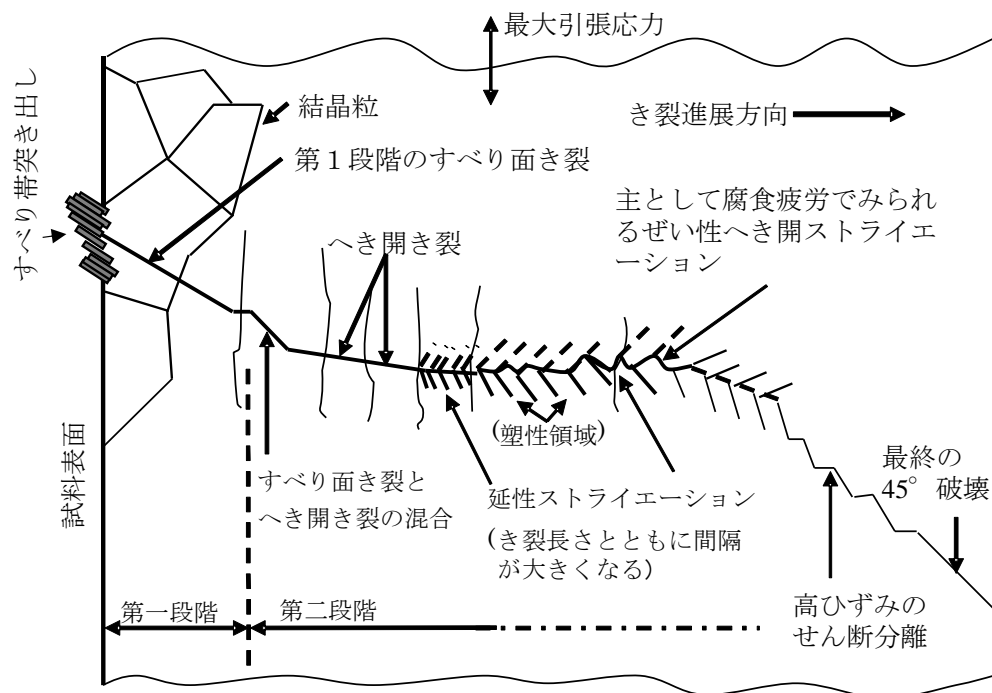 最大引張応力
すべり帯突き出し
結晶粒
き裂進展方向
第１段階のすべり面き裂
主として腐食疲労でみられ
るぜい性へき開ストライエ
ーション
へき開き裂
(塑性領域)
試料表面
すべり面き裂と
へき開き裂の混合
延性ストライエーション
(き裂長さとともに間隔
が大きくなる)
最終の
45° 破壊
高ひずみの
せん断分離
第一段階
第二段階